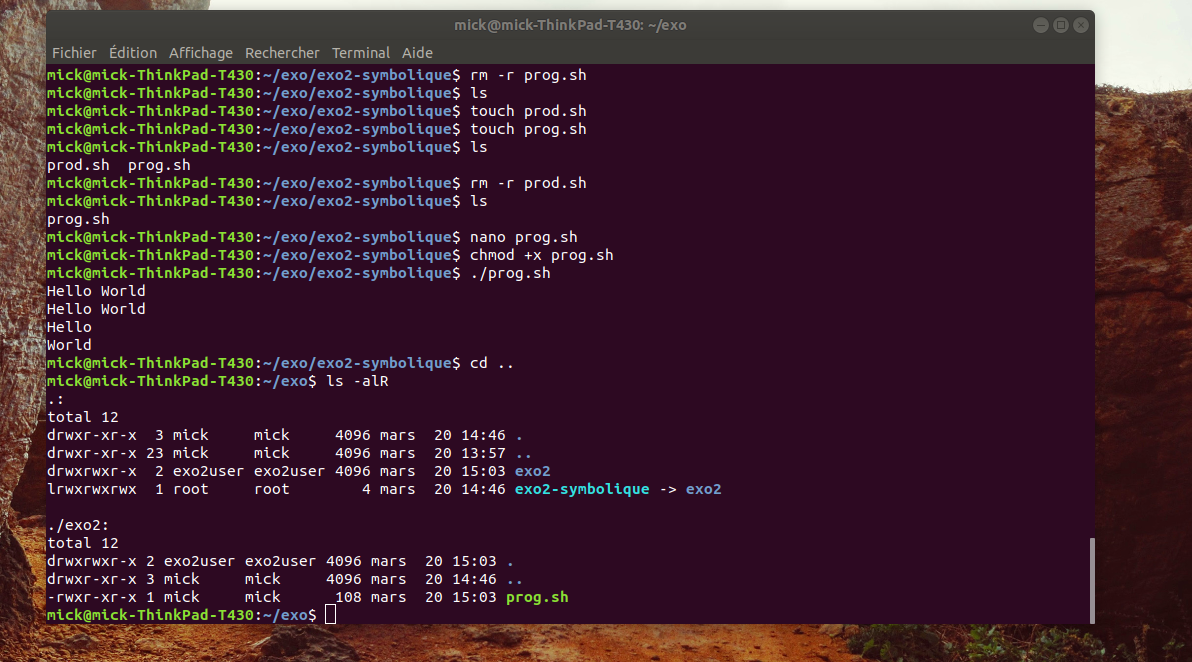 mick@mick-ThinkPad-T430: ~/exo
Fichier Édition Affichage Rechercher Terminal Aide
mick@mick-ThinkPad-T430:~/exo/exo2-symbolique$ rm -r prog.sh
mick@mick-ThinkPad-T430:~/exo/exo2-symbolique$ ls
mick@mick-ThinkPad-T430:~/exo/exo2-symbolique$ touch prod.sh
mick@mick-ThinkPad-T430:~/exo/exo2-symbolique$ touch prog.sh
mick@mick-ThinkPad-T430:~/exo/exo2-symbolique$ ls
prod.sh  prog.sh
mick@mick-ThinkPad-T430:~/exo/exo2-symbolique$ rm -r prod.sh
mick@mick-ThinkPad-T430:~/exo/exo2-symbolique$ ls
prog.sh
mick@mick-ThinkPad-T430:~/exo/exo2-symbolique$ nano prog.sh
mick@mick-ThinkPad-T430:~/exo/exo2-symbolique$ chmod +x prog.sh
mick@mick-ThinkPad-T430:~/exo/exo2-symbolique$ ./prog.sh
Hello World
Hello World
Hello
World
mick@mick-ThinkPad-T430:~/exo/exo2-symbolique$ cd ..
mick@mick-ThinkPad-T430:~/exo$ ls -alR
.:
total 12
drwxr-xr-x  3 mick     mick     4096 mars  20 14:46 .
drwxr-xr-x 23 mick     mick     4096 mars  20 13:57 ..
drwxrwxr-x  2 exo2user exo2user 4096 mars  20 15:03 exo2
lrwxrwxrwx  1 root     root        4 mars  20 14:46 exo2-symbolique -> exo2
./exo2:
total 12
drwxrwxr-x 2 exo2user exo2user 4096 mars  20 15:03 .
drwxr-xr-x 3 mick     mick     4096 mars  20 14:46 ..
-rwxr-xr-x 1 mick     mick      108 mars  20 15:03 prog.sh
mick@mick-ThinkPad-T430:~/exo$